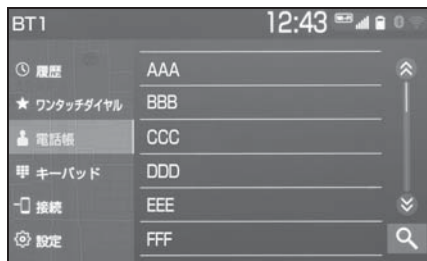 BT1 12:43
履歴
ワンタッチダイヤル
電話帳
キーパッド
接続
設定
AAA
BBB
CCC
DDD
EEE
FFF